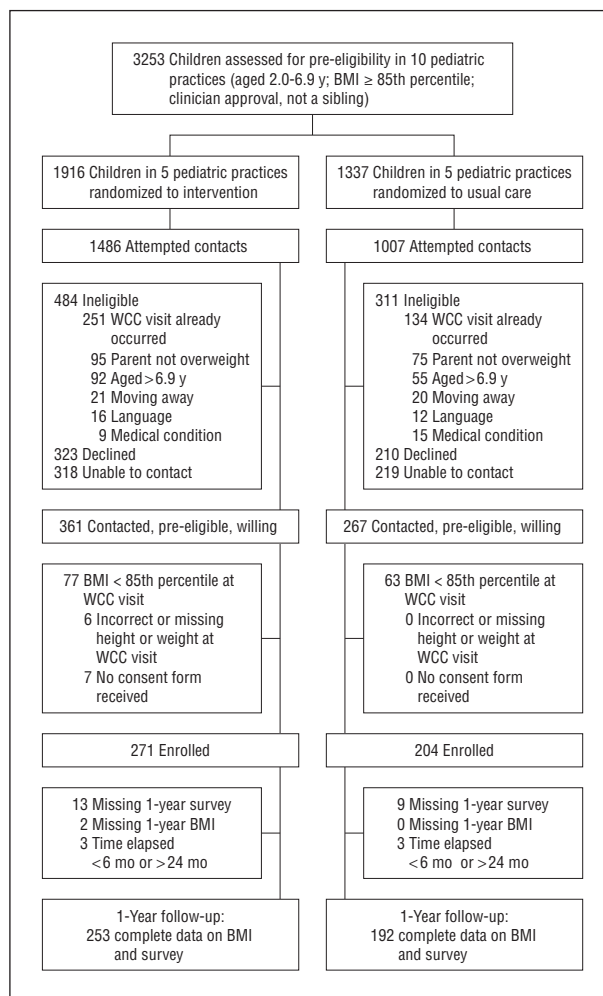 3253 Children assessed for pre-eligibility in 10 pediatric
practices (aged 2.0-6.9 y; BMI ≥ 85th percentile;
clinician approval, not a sibling)
1916 Children in 5 pediatric practices
randomized to intervention
1486 Attempted contacts
484 Ineligible
251 WCC visit already
occurred
95 Parent not overweight
92 Aged>6.9 y
21 Moving away
16 Language
9 Medical condition
323 Declined
318 Unable to contact
361 Contacted, pre-eligible, willing
77 BMI < 85th percentile at
WCC visit
6 Incorrect or missing
height or weight at
WCC visit
7 No consent form
received
271 Enrolled
13 Missing 1-year survey
2 Missing 1-year BMI
3 Time elapsed
<6 mo or >24 mo
1-Year follow-up:
253 complete data on BMI
and survey
1337 Children in 5 pediatric practices
randomized to usual care
1007 Attempted contacts
311 Ineligible
134 WCC visit already
occurred
75 Parent not overweight
55 Aged>6.9 y
20 Moving away
12 Language
15 Medical condition
210 Declined
219 Unable to contact
267 Contacted, pre-eligible, willing
63 BMI < 85th percentile at
WCC visit
0 Incorrect or missing
height or weight at
WCC visit
0 No consent form
received
204 Enrolled
9 Missing 1-year survey
0 Missing 1-year BMI
3 Time elapsed
<6 mo or >24 mo
1-Year follow-up:
192 complete data on BMI
and survey